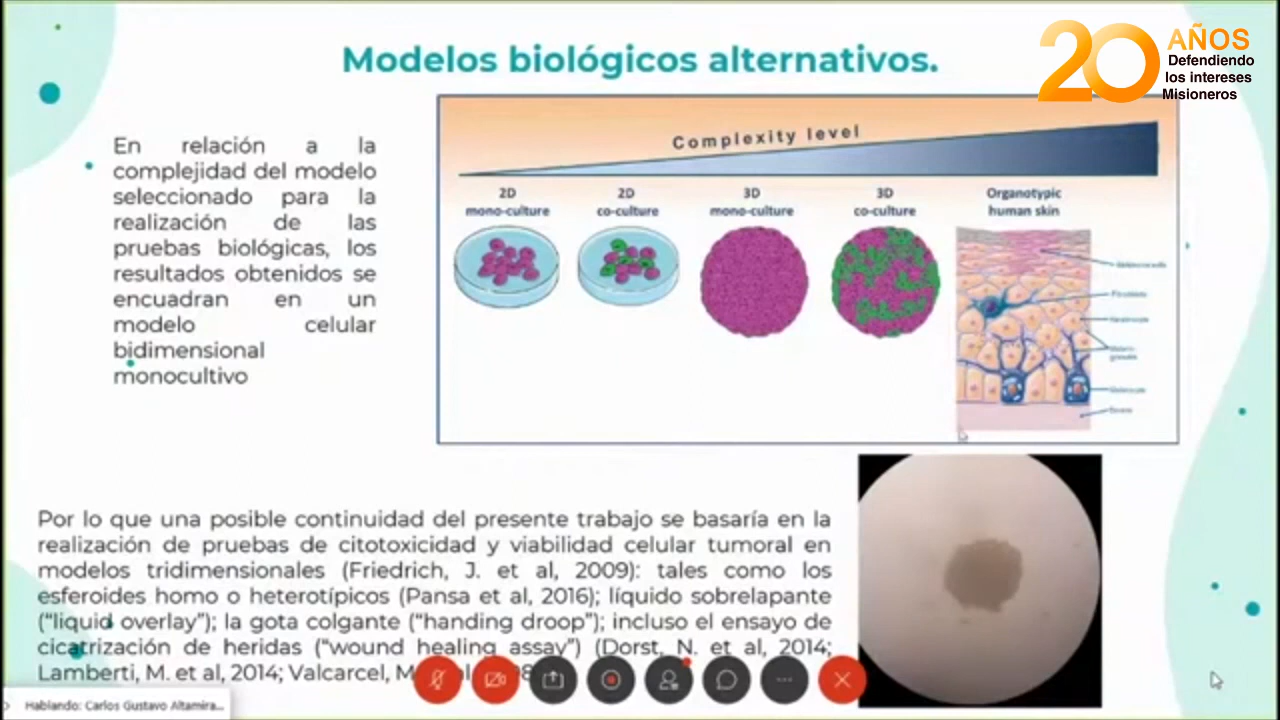 Modelos biológicos alternativos.
20 AÑOS
Defendiendo
los intereses
Misioneros
En relación a la
complejidad del modelo
seleccionado para la
realización de las
pruebas biológicas, los
resultados obtenidos se
encuadran en un
modelo celular
bidimensional
monocultivo
Complexity level
2D
mono-culture
2D
co-culture
3D
mono-culture
3D
co-culture
Organotypic
human skin
Por lo que una posible continuidad del presente trabajo se basaría en la
realización de pruebas de citotoxicidad y viabilidad celular tumoral en
modelos tridimensionales (Friedrich, J. et al, 2009): tales como los
esferoides homo o heterotípicos (Pansa et al, 2016); líquido sobrelapante
(“liquid overlay”); la gota colgante (“handing droop”); incluso el ensayo de
cicatrización de heridas (“wound healing assay”) (Dorst, N. et al, 2014;
Lamberti, M. et al, 2014; Valcarcel, M
Hablando: Carlos Gustavo Altamira...